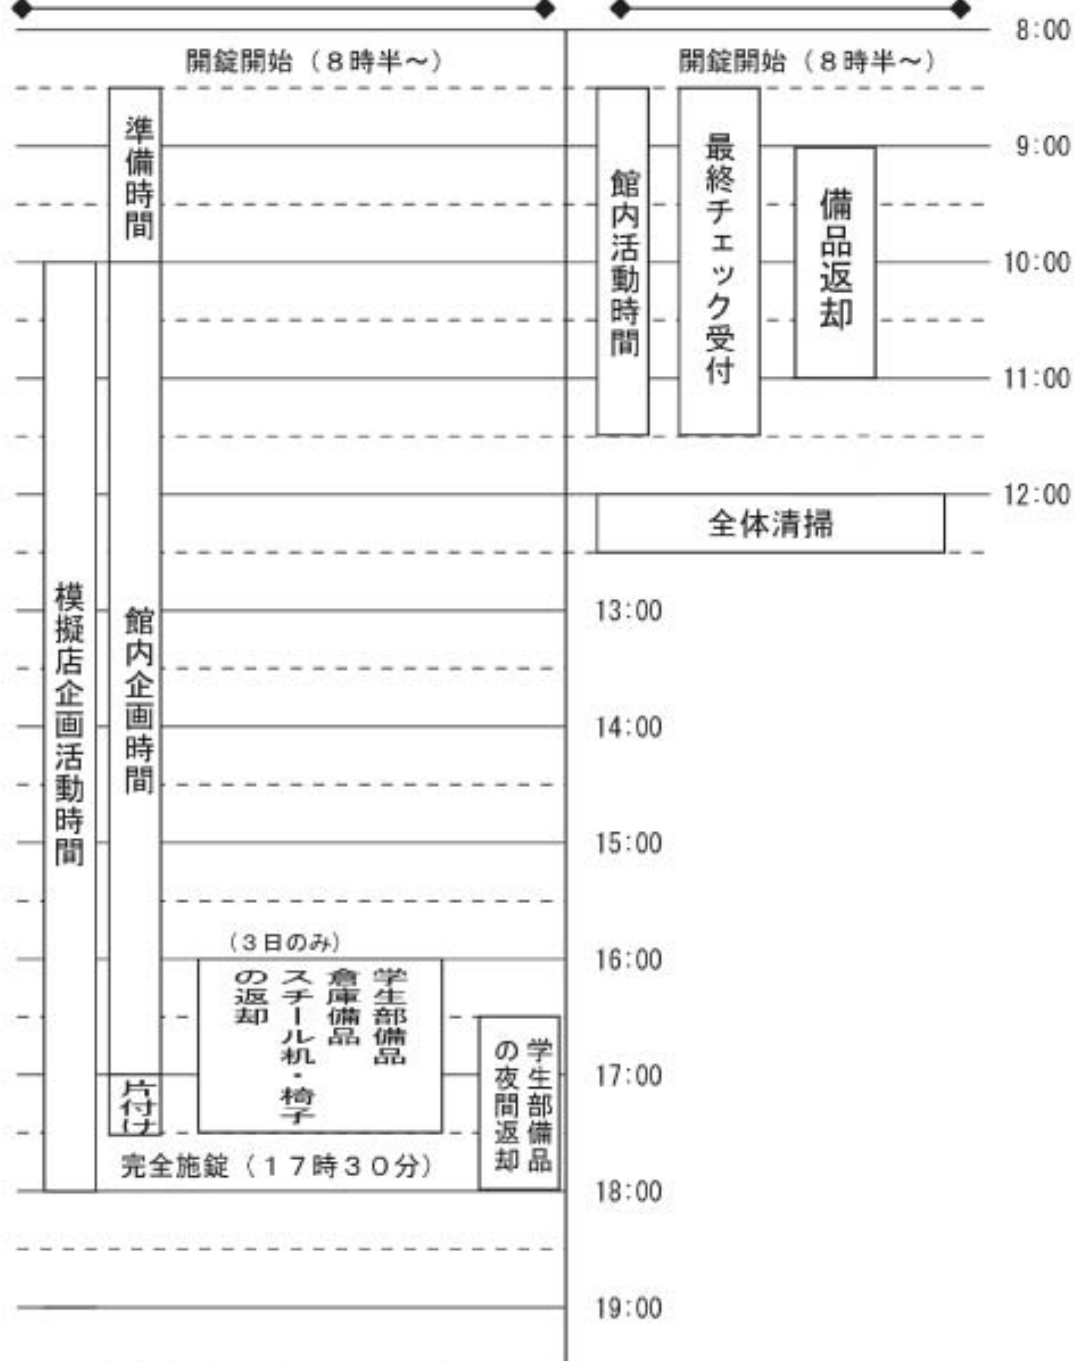 8:00
開錠開始（８時半～）
開錠開始（８時半～）
準備時間
館内活動時間
最終チェック受付
備品返却
9:00
10:00
11:00
12:00
全体清掃
模擬店企画活動時間
館内企画時間
13:00
14:00
15:00
（３日のみ）
16:00
学生部備品
倉庫備品
スチール机・椅子
の返却
学生部備品
の夜間返却
17:00
片付け
完全施錠（１７時３０分）
18:00
19:00